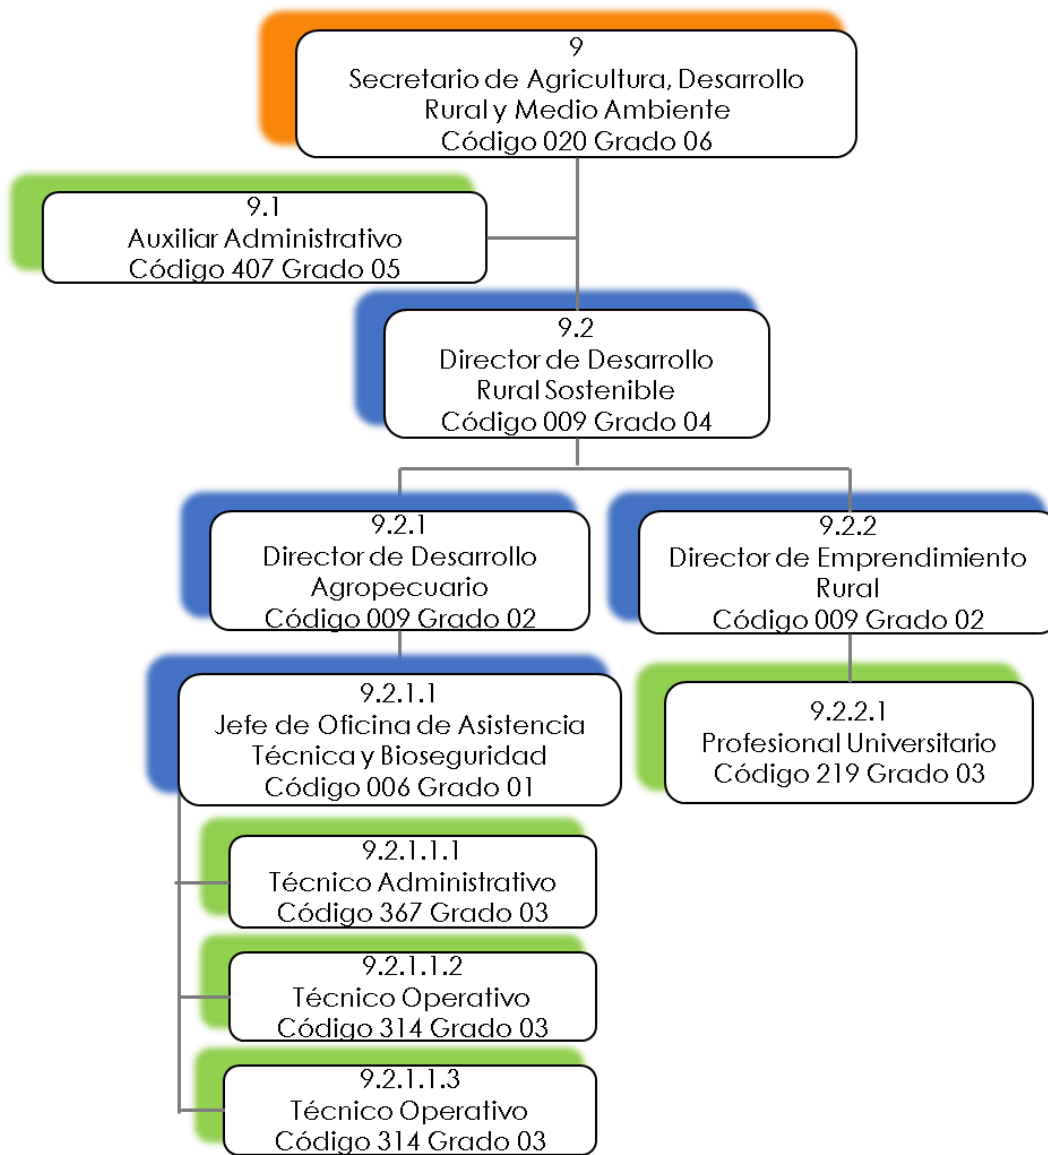 9
Secretario de Agricultura, Desarrollo
Rural y Medio Ambiente
Código 020 Grado 06
9.1
Auxiliar Administrativo
Código 407 Grado 05
9.2
Director de Desarrollo
Rural Sostenible
Código 009 Grado 04
9.2.1
Director de Desarrollo
Agropecuario
Código 009 Grado 02
9.2.2
Director de Emprendimiento
Rural
Código 009 Grado 02
9.2.1.1
Jefe de Oficina de Asistencia
Técnica y Bioseguridad
Código 006 Grado 01
9.2.2.1
Profesional Universitario
Código 219 Grado 03
9.2.1.1.1
Técnico Administrativo
Código 367 Grado 03
9.2.1.1.2
Técnico Operativo
Código 314 Grado 03
9.2.1.1.3
Técnico Operativo
Código 314 Grado 03